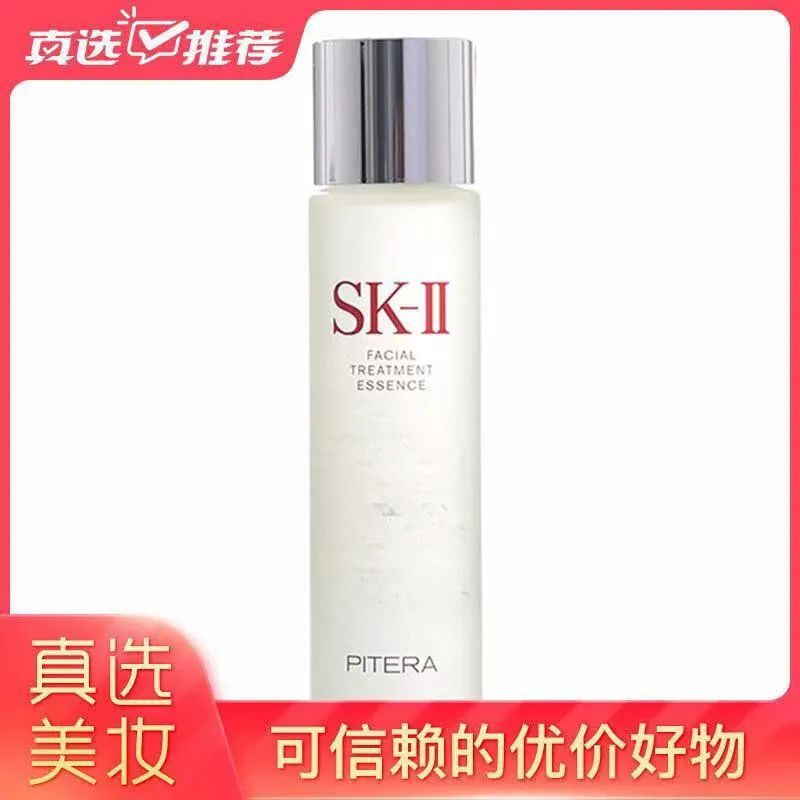 真选推荐
SK-II
FACIAL
TREATMENT
ESSENCE
PITERA
真选
美妆
可信赖的优价好物